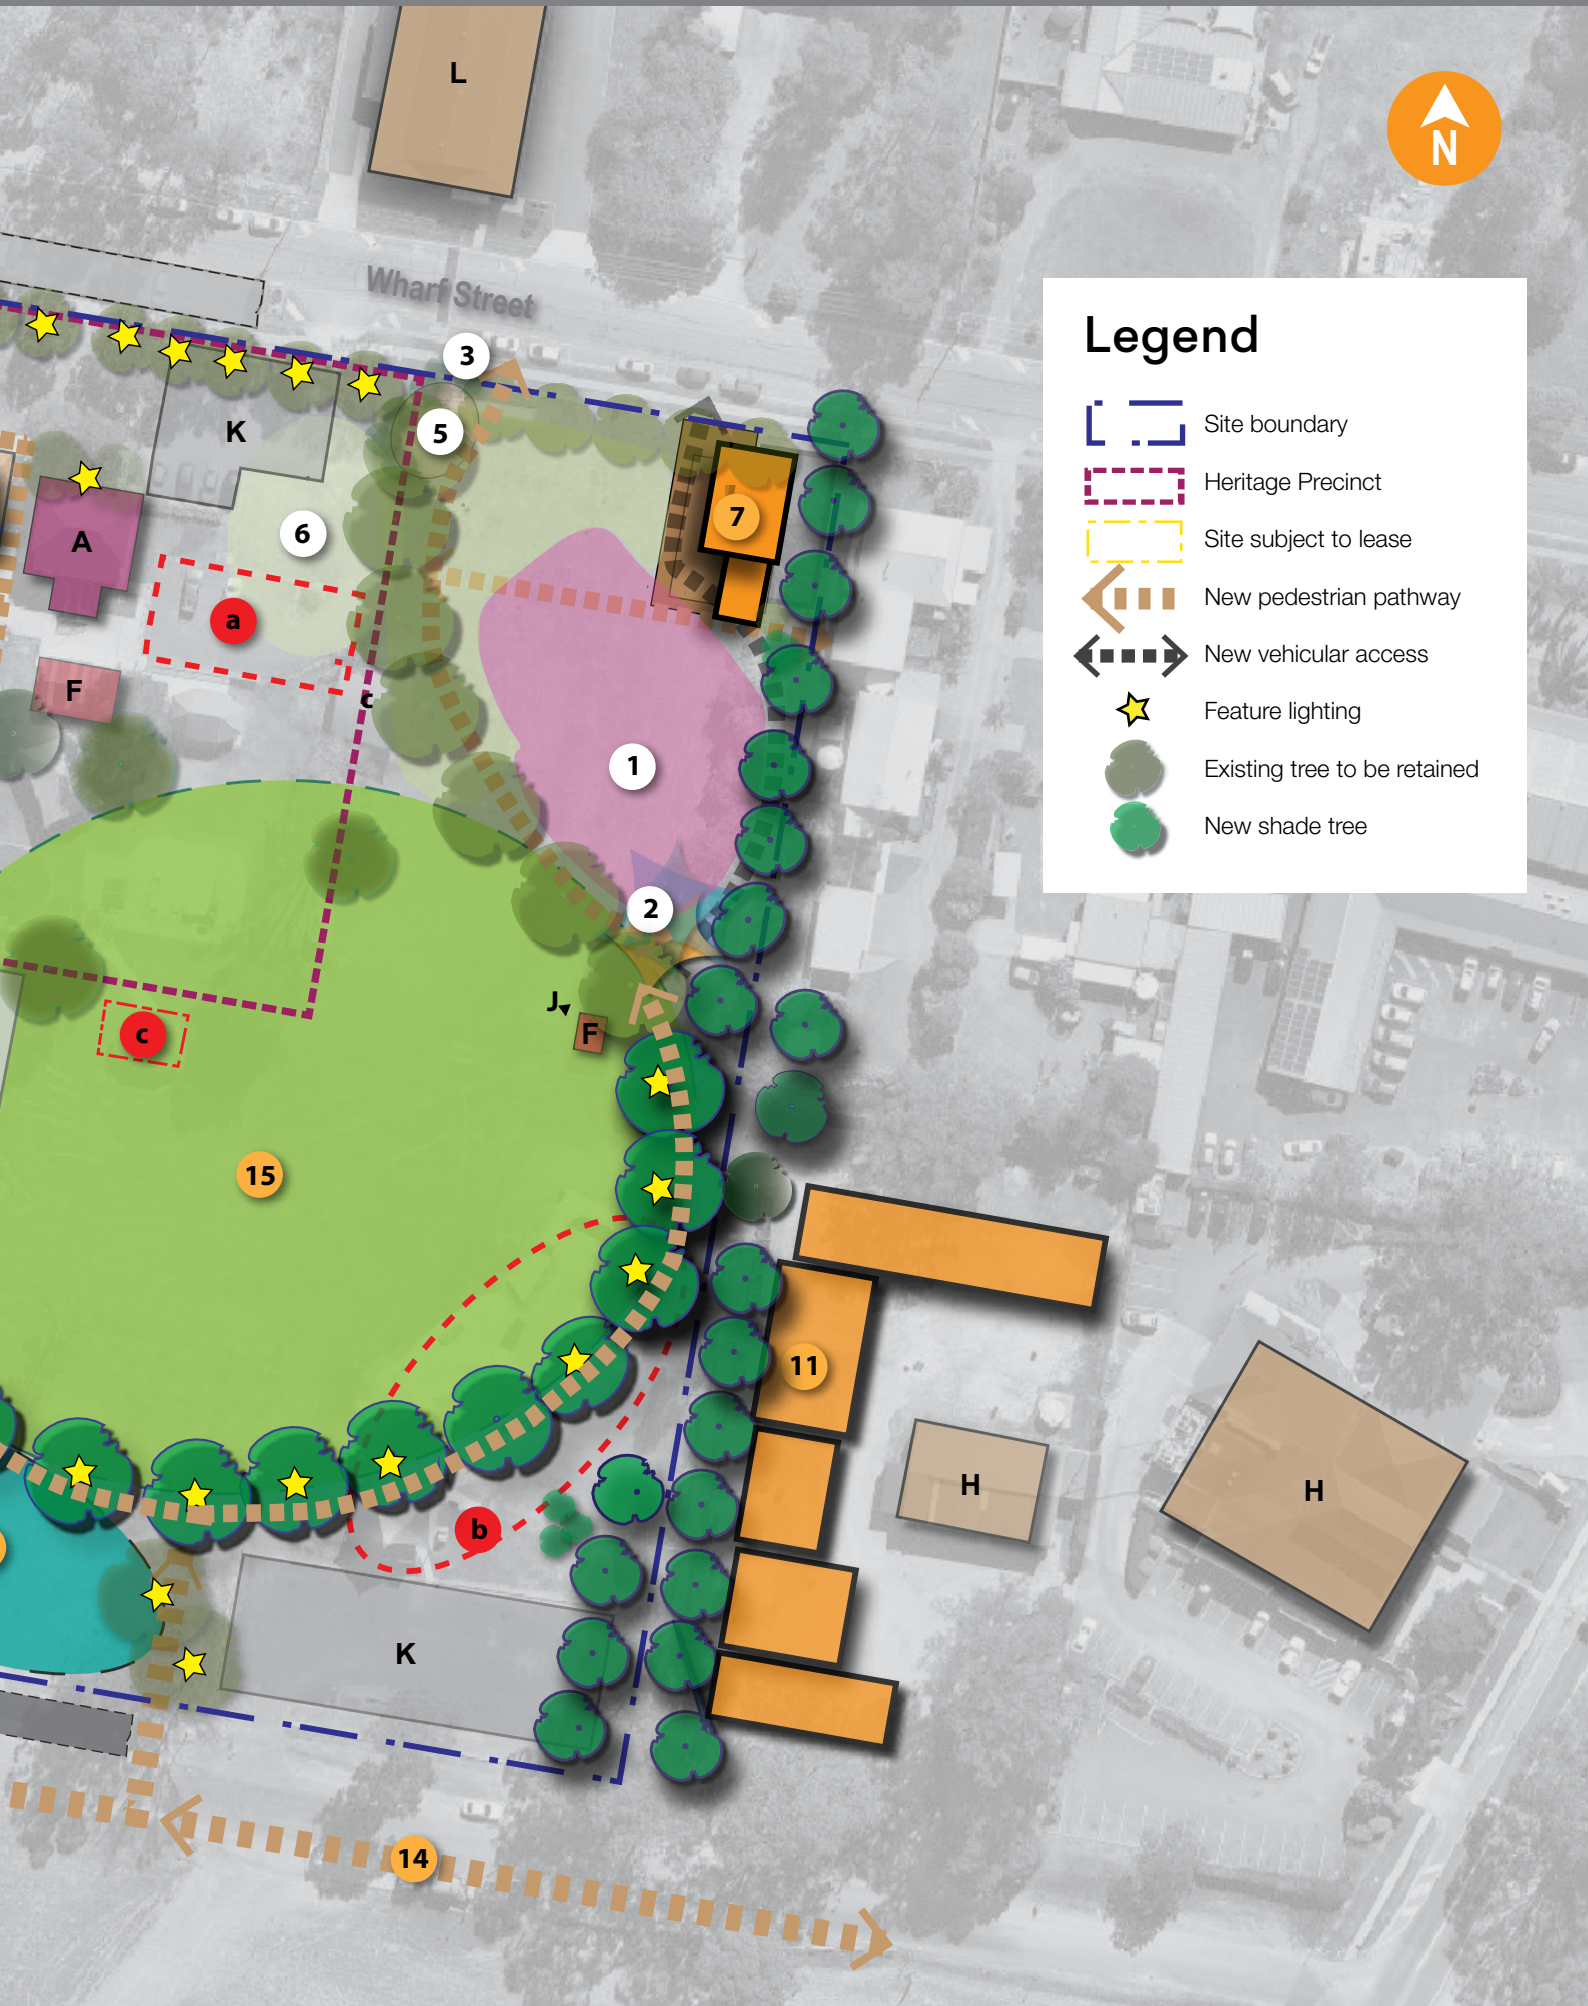 L
N
Wharf Street
Legend
Site boundary
Heritage Precinct
Site subject to lease
New pedestrian pathway
New vehicular access
Feature lighting
Existing tree to be retained
New shade tree
3
5
K
7
6
A
a
F
c
1
2
J
F
c
15
11
H
H
b
K
14